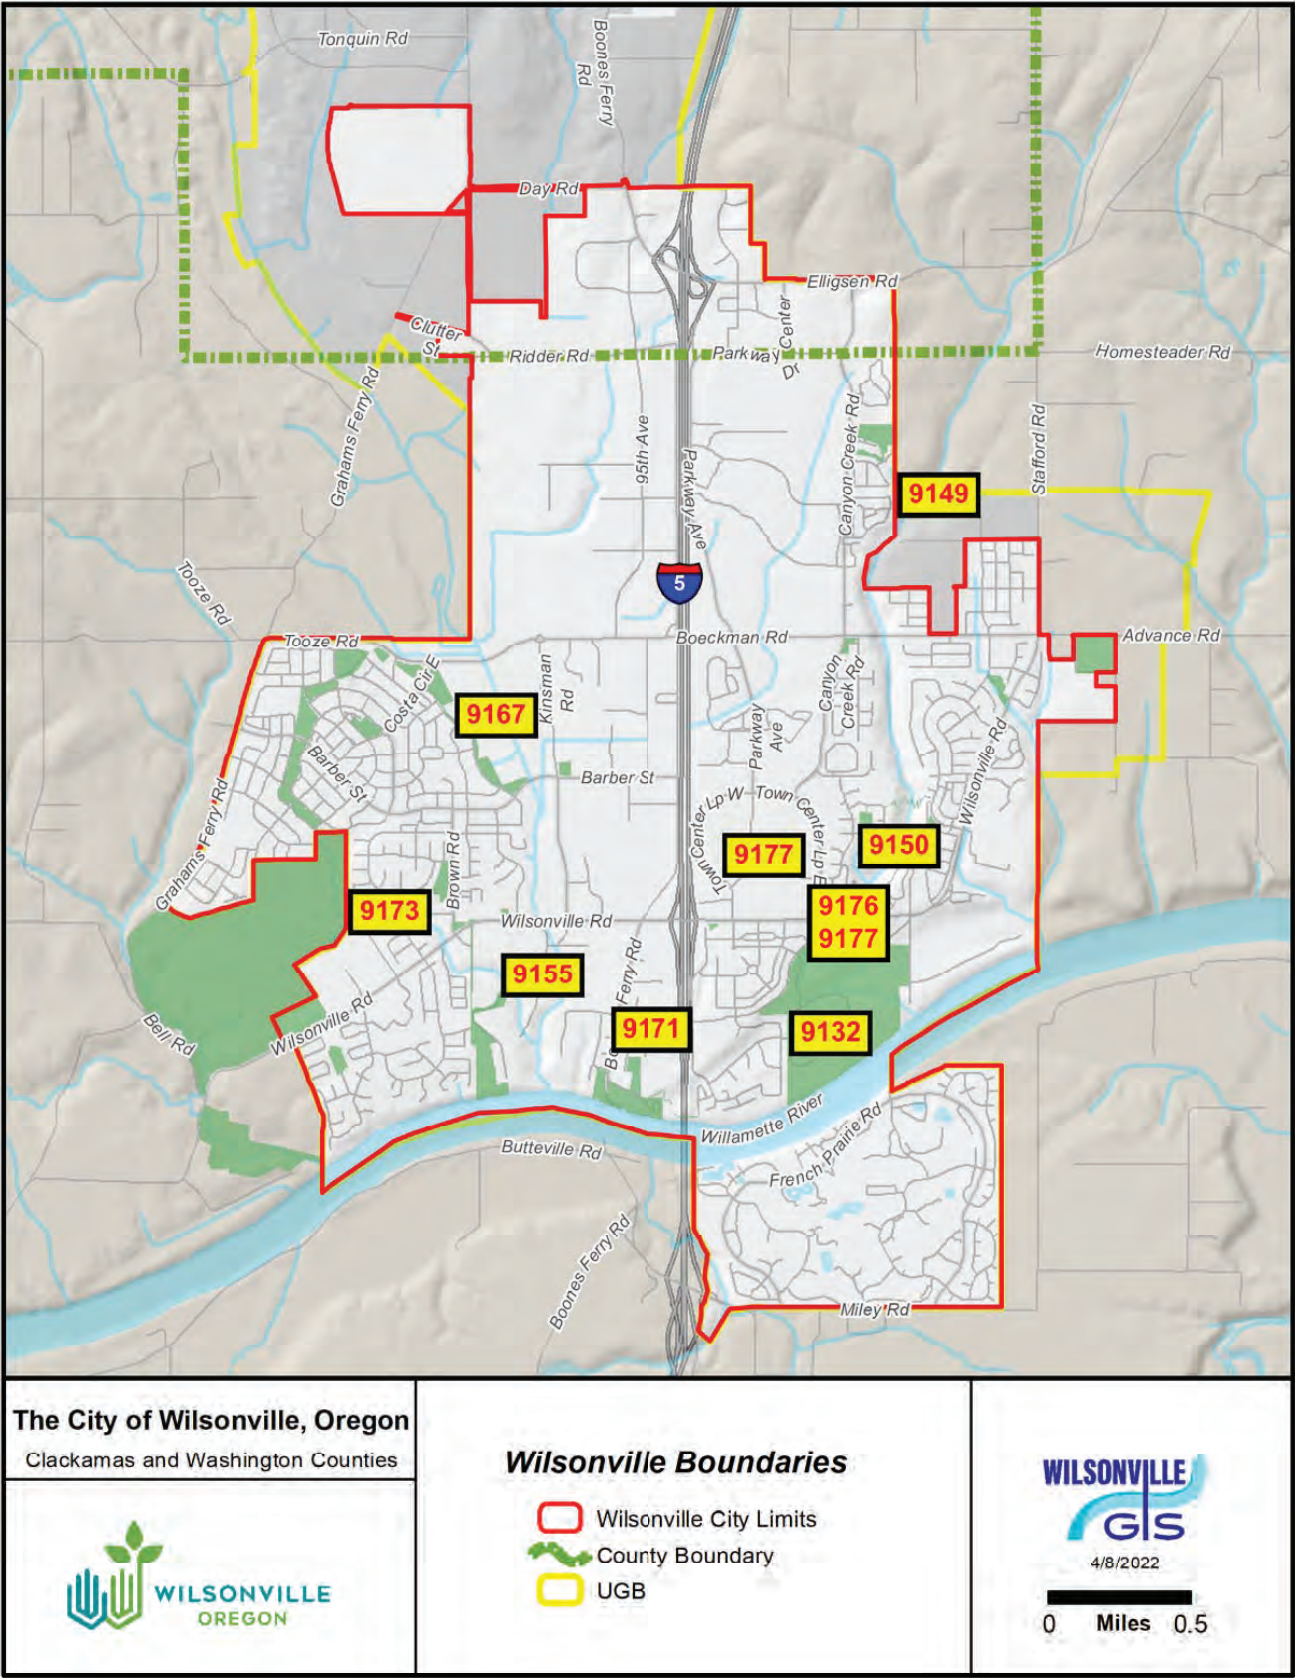 Tonquin Rd
Boones Ferry
Rd
Day Rd
Elligsen Rd
Clutter
St
Ridder Rd
Parkway
Center
Dr
Homesteader Rd
Grahams Ferry Rd
95th Ave
Parkway Ave
Canyon Creek Rd
Stafford Rd
9149
5
Tooze Rd
Tooze Rd
Boeckman Rd
Advance Rd
Costa Cir E
Kinsman
Rd
Canyon
Creek Rd
9167
Parkway
Ave
Wilsonville Rd
Barber St
Barber St
Grahams Ferry Rd
Town Center Lp W
Town Center Lp E
9177
9150
Brown Rd
9173
9176
9177
Wilsonville Rd
9155
Ferry Rd
Bo
9171
9132
Bell Rd
Wilsonville Rd
Willamette River
Butteville Rd
French Prairie Rd
Boones Ferry Rd
Miley Rd
The City of Wilsonville, Oregon
Clackamas and Washington Counties
WILSONVILLE
OREGON
Wilsonville Boundaries
Wilsonville City Limits
County Boundary
UGB
WILSONVILLE
GIS
4/8/2022
0 Miles 0.5